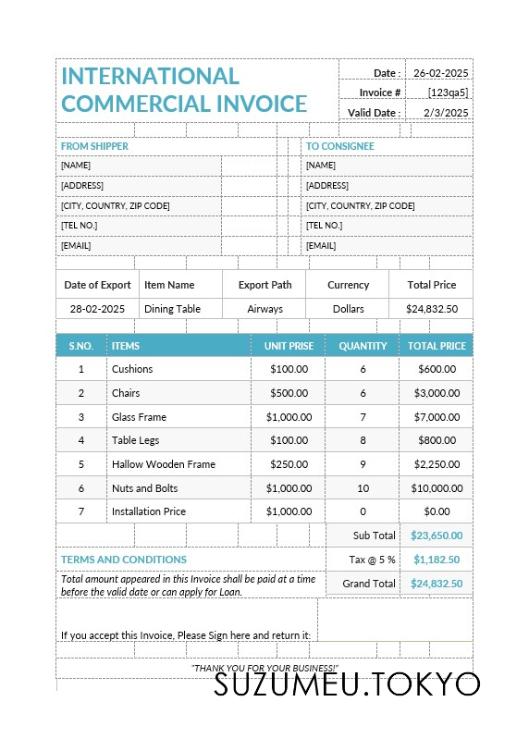 INTERNATIONAL
COMMERCIAL INVOICE
Date : 26-02-2025
Invoice # [123qa5]
Valid Date : 2/3/2025
FROM SHIPPER TO CONSIGNEE
[NAME] [NAME]
[ADDRESS] [ADDRESS]
[CITY, COUNTRY, ZIP CODE] [CITY, COUNTRY, ZIP CODE]
[TEL NO.] [TEL NO.]
[EMAIL] [EMAIL]
Date of Export Item Name Export Path Currency Total Price
28-02-2025 Dining Table Airways Dollars $24,832.50
S.NO. ITEMS UNIT PRISE QUANTITY TOTAL PRICE
1 Cushions $100.00 6 $600.00
2 Chairs $500.00 6 $3,000.00
3 Glass Frame $1,000.00 7 $7,000.00
4 Table Legs $100.00 8 $800.00
5 Hallow Wooden Frame $250.00 9 $2,250.00
6 Nuts and Bolts $1,000.00 10 $10,000.00
7 Installation Price $1,000.00 0 $0.00
Sub Total $23,650.00
TERMS AND CONDITIONS Tax @ 5 % $1,182.50
Total amount appeared in this Invoice shall be paid at a time
before the valid date or can apply for Loan.
Grand Total $24,832.50
If you accept this Invoice, Please Sign here and return it:
"THANK YOU FOR YOUR BUSINESS!"
SUZUMEU.TOKYO